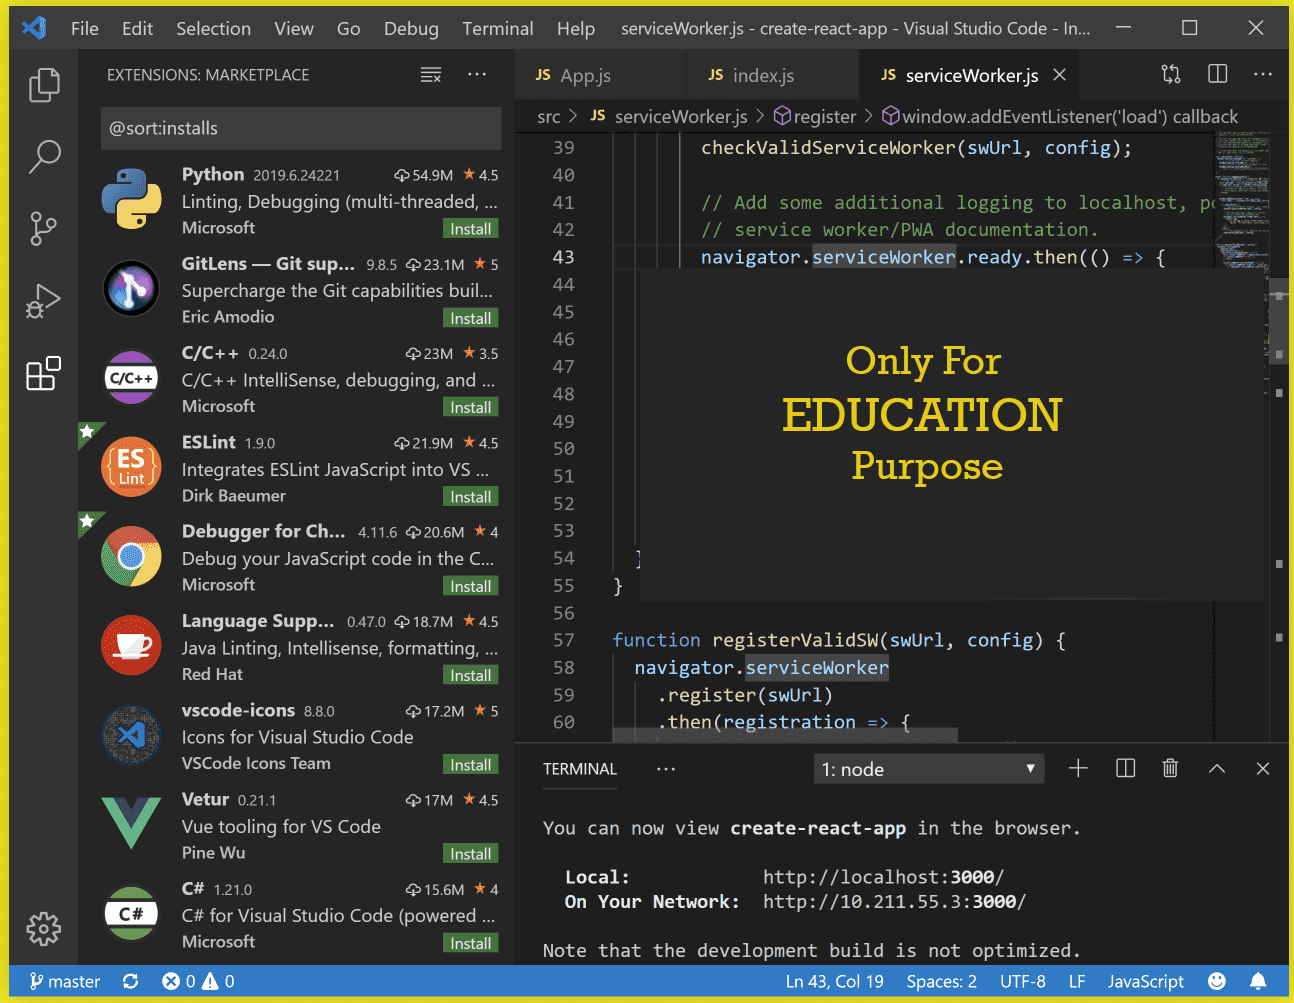 File Edit Selection View Go Debug Terminal Help serviceWorker.js - create-react-app - Visual Studio Code - In...
EXTENSIONS: MARKETPLACE
@sort:installs
Python 2019.6.24221 54.9M 4.5
Linting, Debugging (multi-threaded, ...
Microsoft Install
GitLens — Git sup... 9.8.5 23.1M 5
Supercharge the Git capabilities buil...
Eric Amodio Install
C/C++
C/C++ 0.24.0 23M 3.5
C/C++ IntelliSense, debugging, and ...
Microsoft Install
ES
Lint
ESLint 1.9.0 21.9M 4.5
Integrates ESLint JavaScript into VS ...
Dirk Baeumer Install
Debugger for Ch... 4.11.6 20.6M 4
Debug your JavaScript code in the C...
Microsoft Install
Language Supp... 0.47.0 18.7M 4.5
Java Linting, Intellisense, formatting, ...
Red Hat Install
vscode-icons 8.8.0 17.2M 5
Icons for Visual Studio Code
VSCode Icons Team Install
Vetur 0.21.1 17M 4.5
Vue tooling for VS Code
Pine Wu Install
C#
C# 1.21.0 15.6M 4
C# for Visual Studio Code (powered ...
Microsoft Install
JS App.js JS index.js JS serviceWorker.js
src > JS serviceWorker.js > register > window.addEventListener('load') callback
39 checkValidServiceWorker(swUrl, config);
40
41 // Add some additional logging to localhost, po
42 // service worker/PWA documentation.
43 navigator.serviceWorker.ready.then(() => {
44
45
46
47
48
49
50
51
52
53
54 }
55 }
56
57 function registerValidSW(swUrl, config) {
58 navigator.serviceWorker
59 .register(swUrl)
60 .then(registration => {
Only For
EDUCATION
Purpose
TERMINAL ... 1: node
You can now view create-react-app in the browser.
Local: http://localhost:3000/
On Your Network: http://10.211.55.3:3000/
Note that the development build is not optimized.
master 0 0 Ln 43, Col 19 Spaces: 2 UTF-8 LF JavaScript